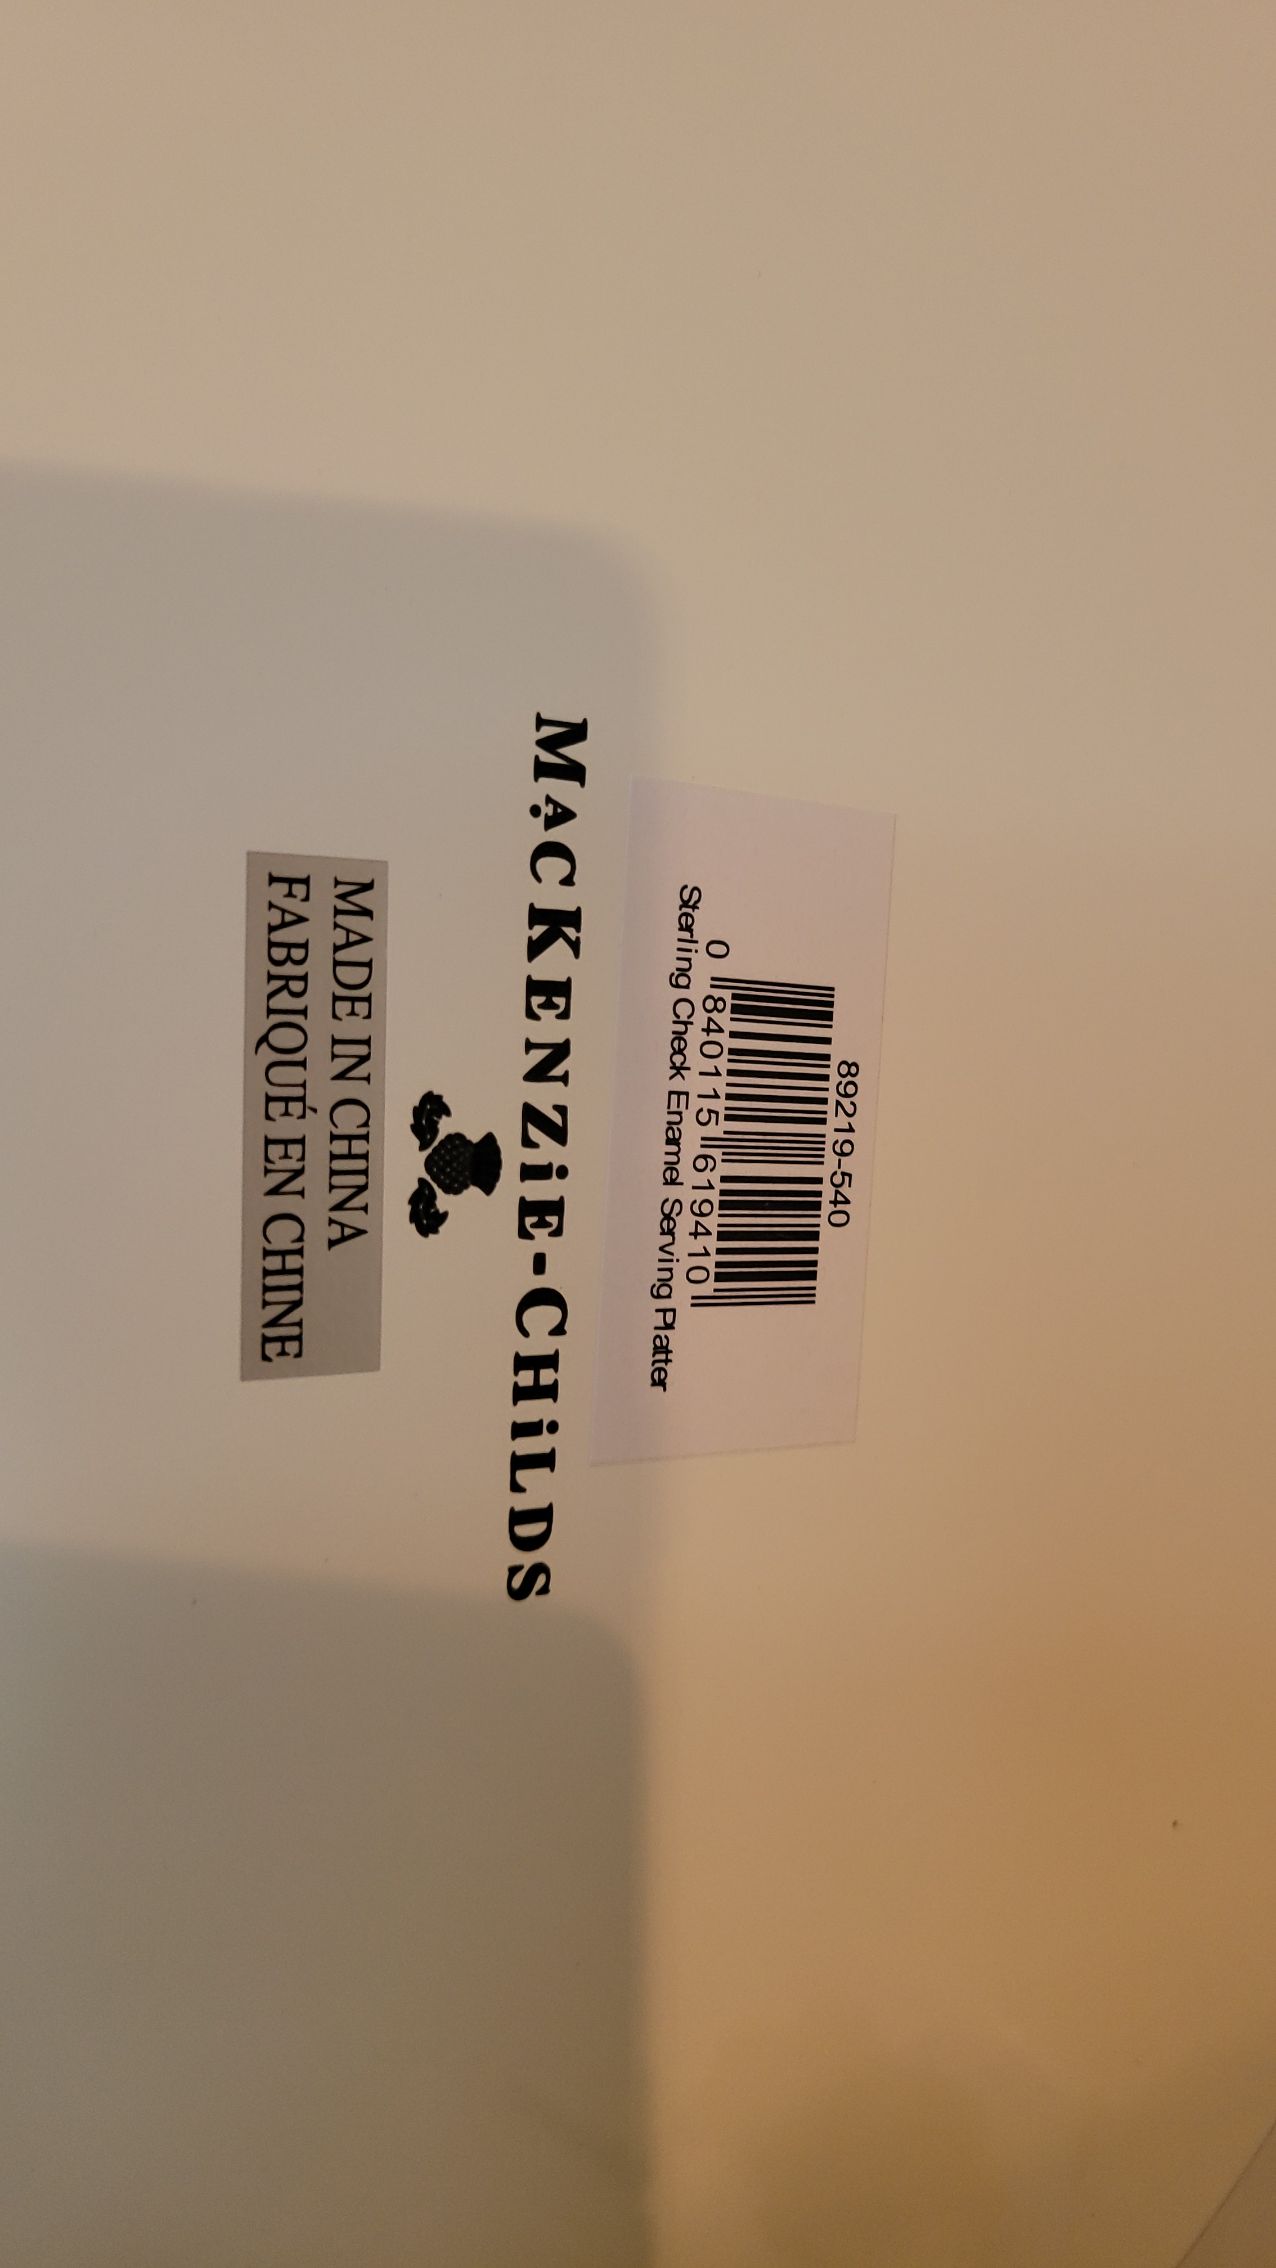 89219-540
0 840115 619410
Sterling Check Enamel Serving Platter
MACKENZiE-CHiLDS
MADE IN CHINA
FABRIQUÉ EN CHINE